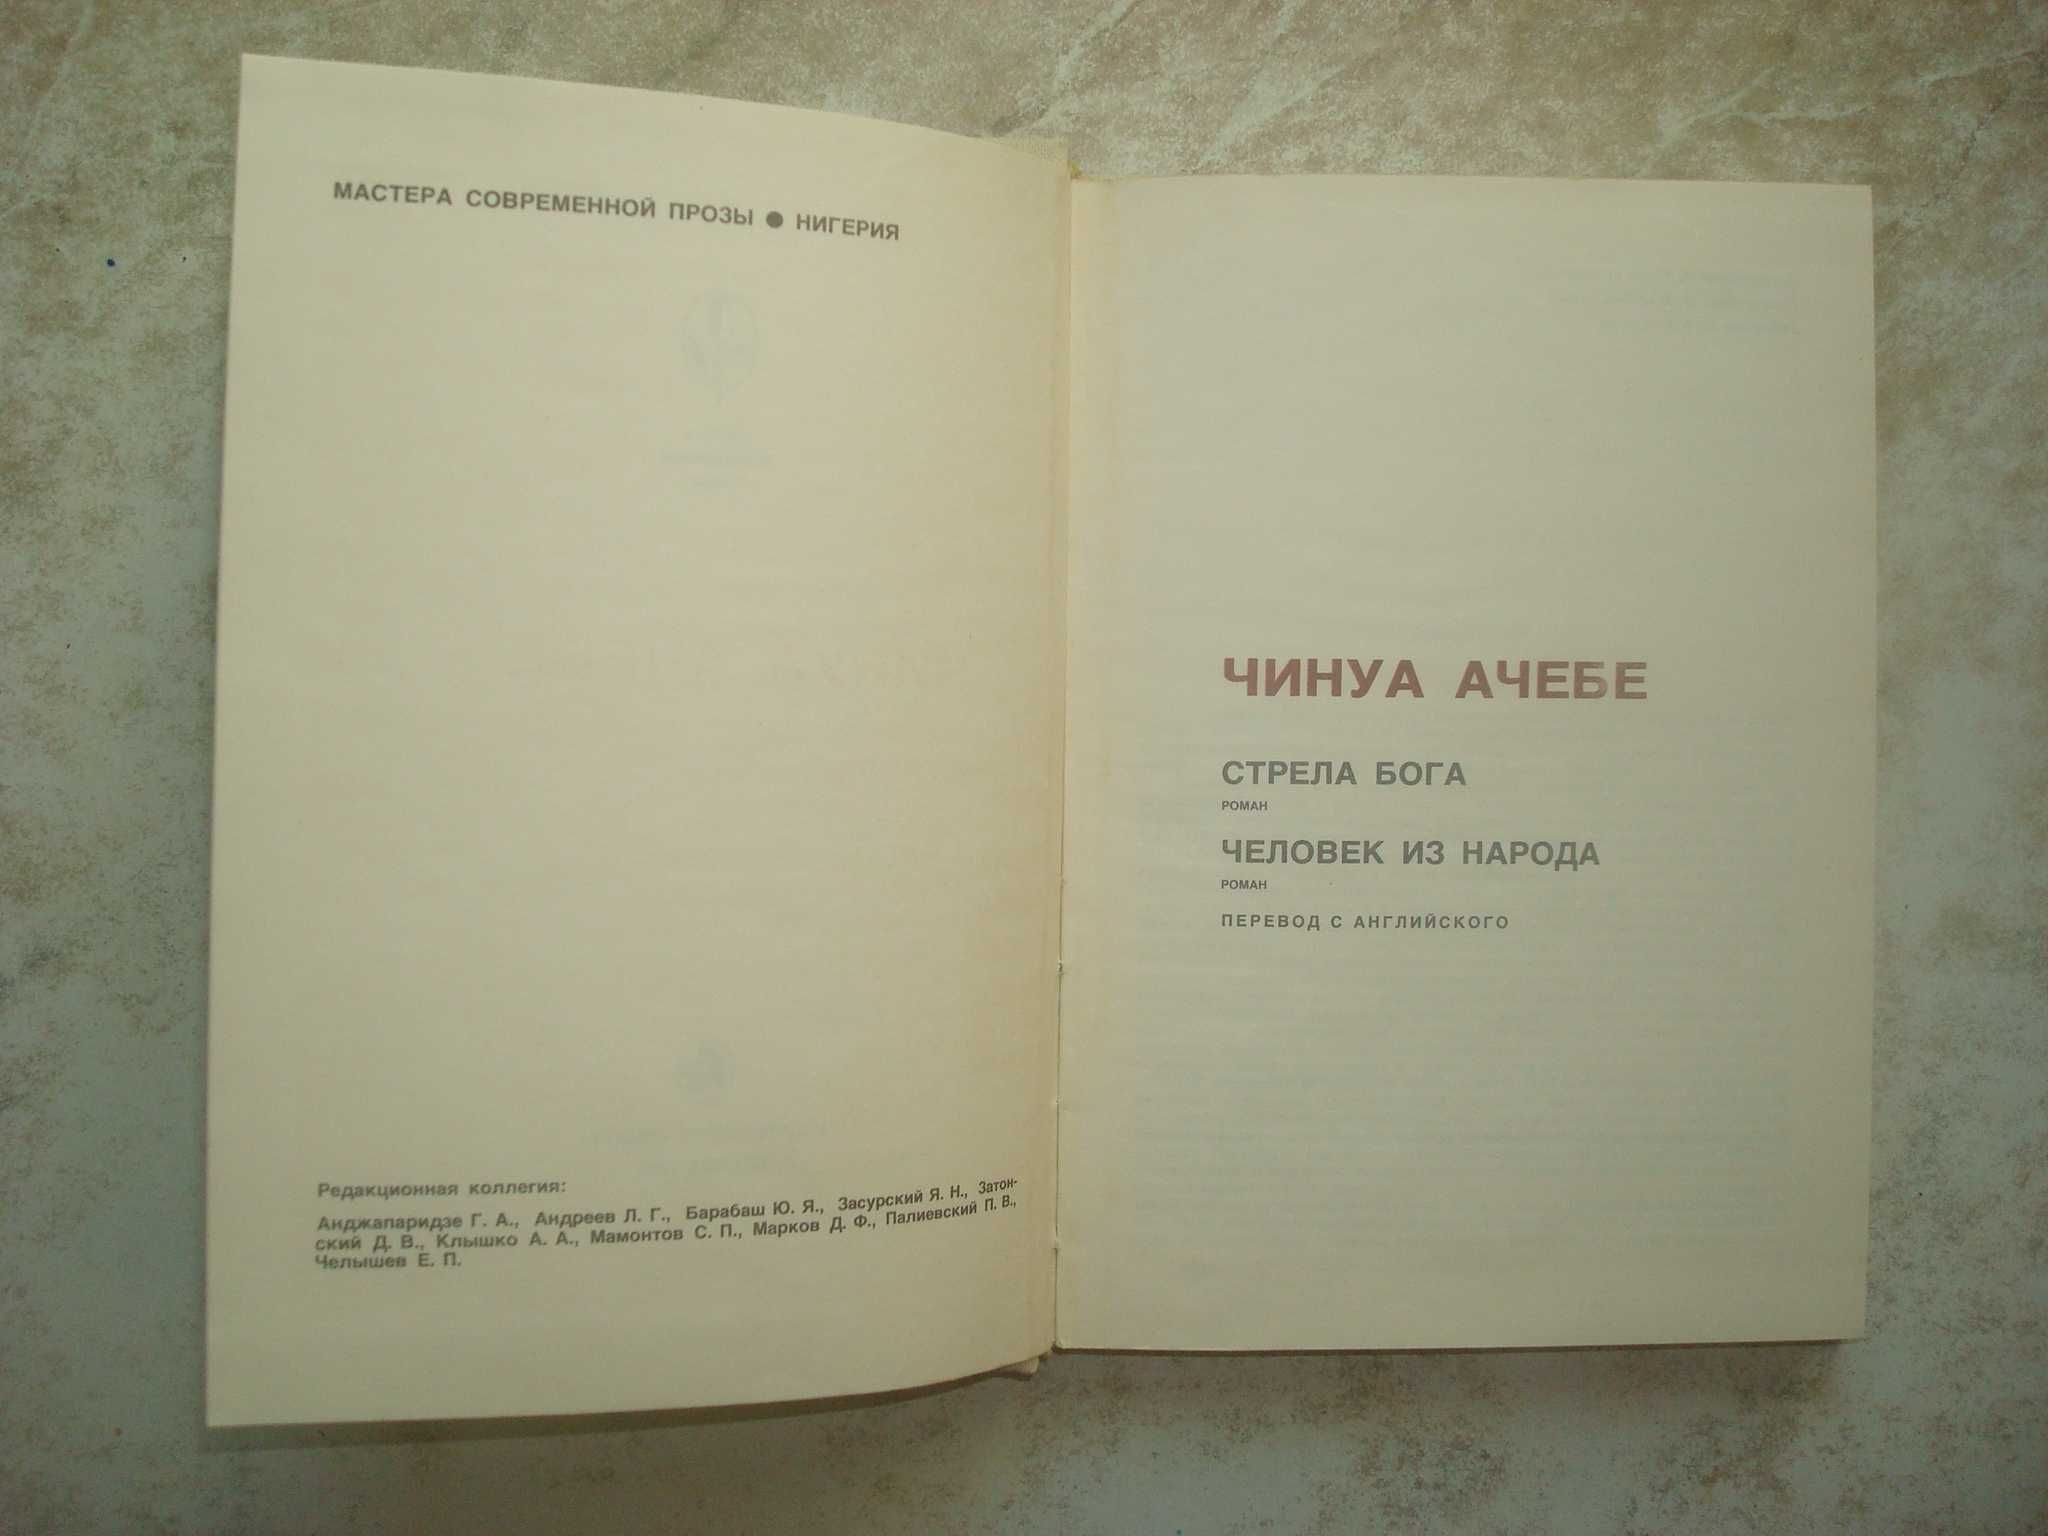 МАСТЕРА СОВРЕМЕННОЙ ПРОЗЫ ● НИГЕРИЯ
Редакционная коллегия:
Анджапаридзе Г. А., Андреев Л. Г., Барабаш Ю. Я., Засурский Я. Н., Затон-
ский Д. В., Клышко А. А., Мамонтов С. П., Марков Д. Ф., Палиевский П. В.,
Челышев Е. П.
ЧИНУА АЧЕБЕ
СТРЕЛА БОГА
РОМАН
ЧЕЛОВЕК ИЗ НАРОДА
РОМАН
ПЕРЕВОД С АНГЛИЙСКОГО